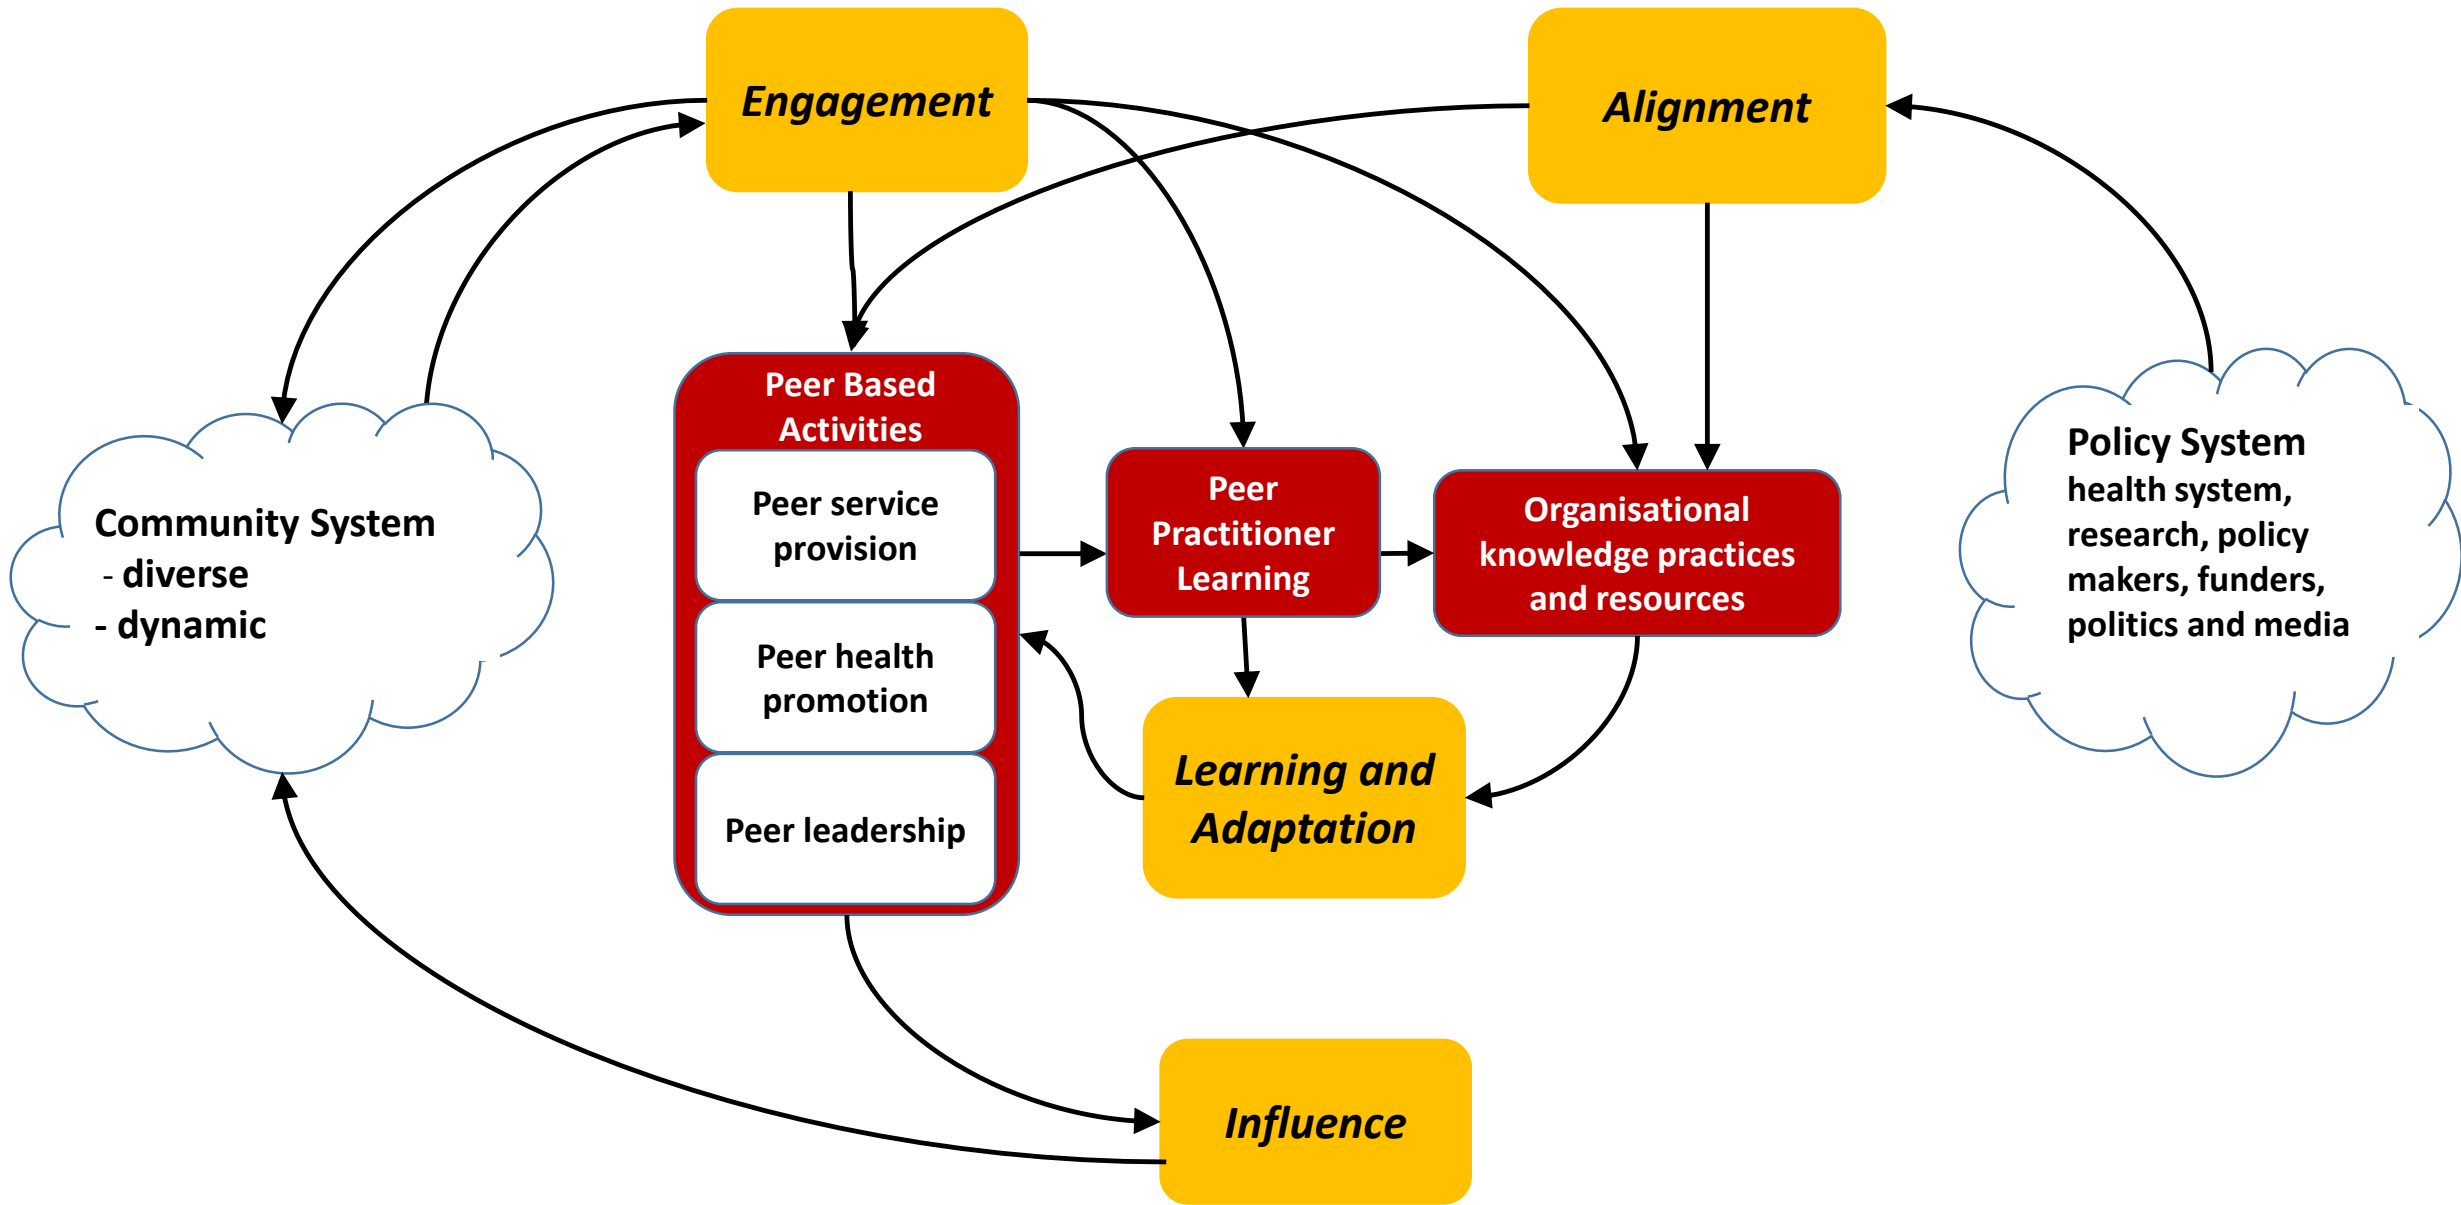 Engagement
Alignment
Peer Based
Activities
Peer service
provision
Peer health
promotion
Peer leadership
Peer
Practitioner
Learning
Organisational
knowledge practices
and resources
Community System
- diverse
- dynamic
Policy System
health system,
research, policy
makers, funders,
politics and media
Learning and
Adaptation
Influence